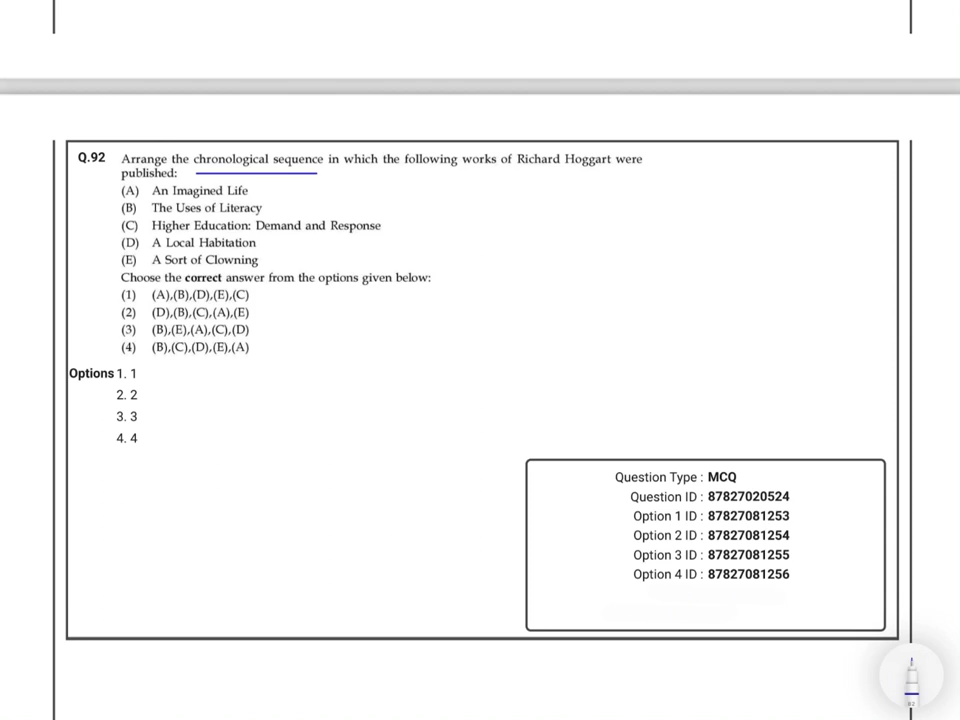 Q.92 Arrange the chronological sequence in which the following works of Richard Hoggart were
published:
(A) An Imagined Life
(B) The Uses of Literacy
(C) Higher Education: Demand and Response
(D) A Local Habitation
(E) A Sort of Clowning
Choose the correct answer from the options given below:
(1) (A),(B),(D),(E),(C)
(2) (D),(B),(C),(A),(E)
(3) (B),(E),(A),(C),(D)
(4) (B),(C),(D),(E),(A)
Options 1. 1
2. 2
3. 3
4. 4
Question Type : MCQ
Question ID : 87827020524
Option 1 ID : 87827081253
Option 2 ID : 87827081254
Option 3 ID : 87827081255
Option 4 ID : 87827081256